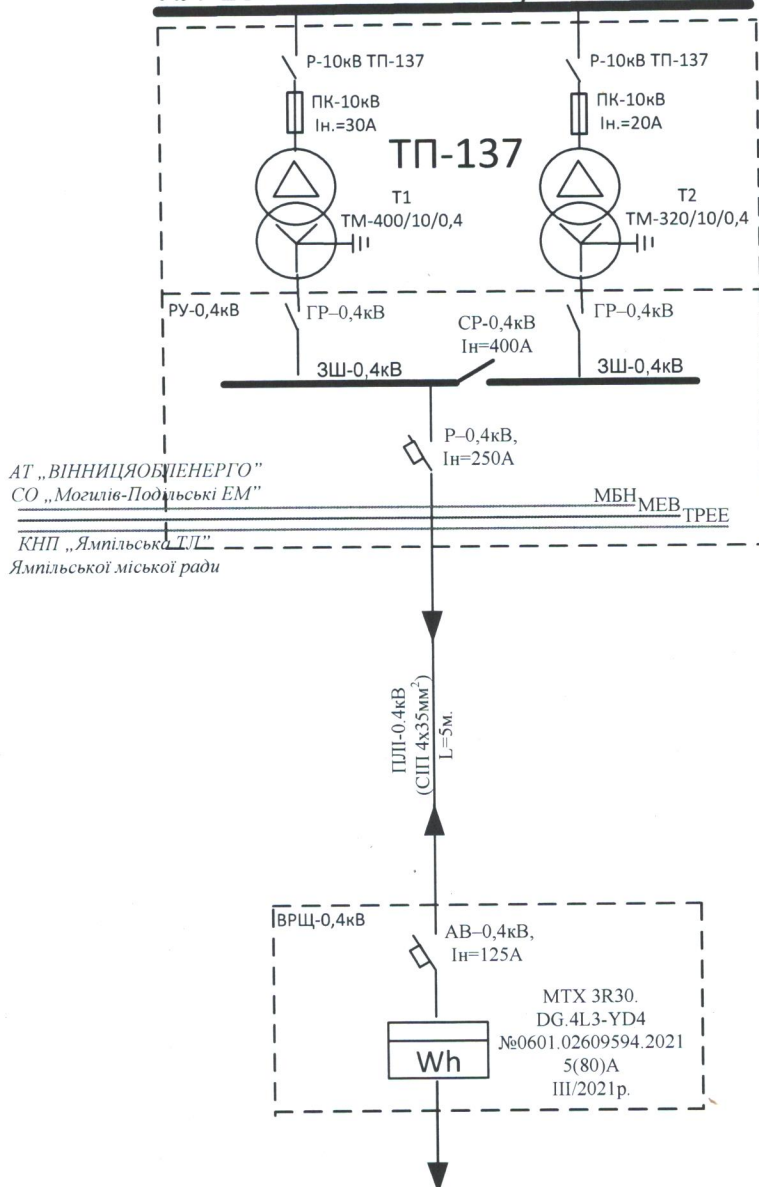 Р-10кВ ТП-137
ПК-10кВ
Ін.=30А
Р-10кВ ТП-137
ПК-10кВ
Ін.=20А
ТП-137
Т1
ТМ-400/10/0,4
Т2
ТМ-320/10/0,4
РУ-0,4кВ
ГР–0,4кВ
СР-0,4кВ
Ін=400А
ГР–0,4кВ
ЗШ-0,4кВ
ЗШ-0,4кВ
Р–0,4кВ,
Ін=250А
АТ „ВІННИЦЯОБЛЕНЕРГО”
СО „Могилів-Подільські ЕМ”
МБН
МЕВ
ТРЕЕ
КНП „Ямпільська ТЛ”
Ямпільської міської ради
ПЛІ-0.4кВ
(СІП 4х35мм²)
L=5м.
ВРЩ-0,4кВ
АВ–0,4кВ,
Ін=125А
Wh
МТХ 3R30.
DG.4L3-YD4
№0601.02609594.2021
5(80)А
ІІІ/2021р.